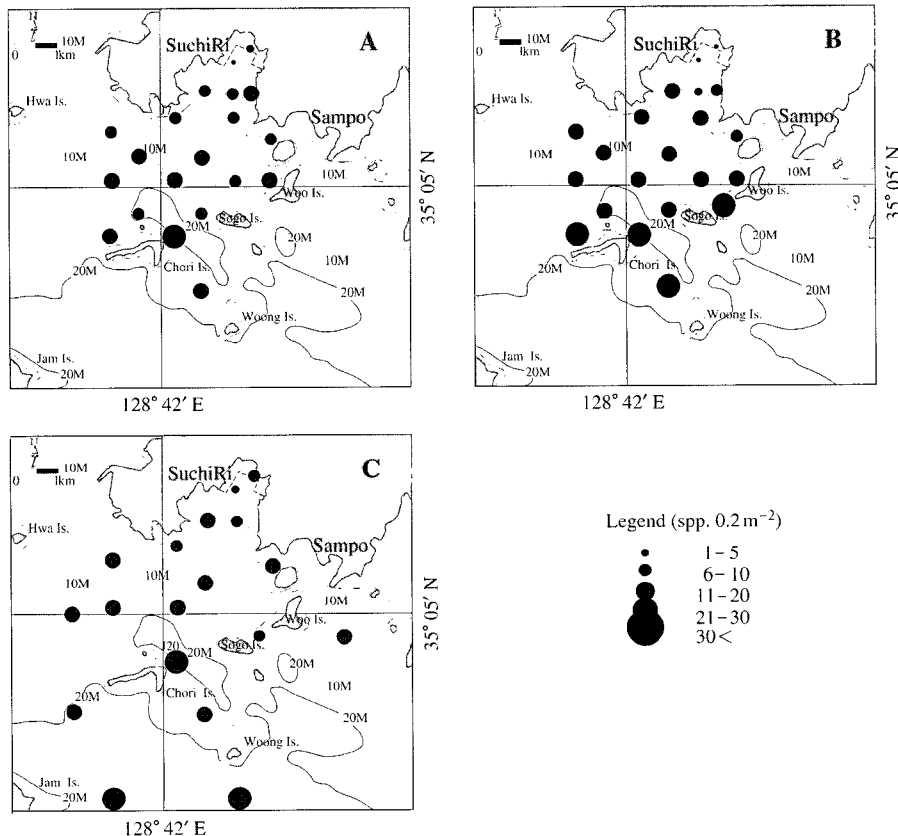 A
SuchiRi
10M
0 1km
Hwa Is.
Sampo
10M
10M
10M
Woo Is.
35° 05′ N
Sogo Is.
20M
20M
Chori Is.
20M
10M
20M
Woong Is.
Jam Is.
20M
128° 42′ E
B
SuchiRi
10M
0 1km
Hwa Is.
Sampo
10M
10M
10M
Woo Is.
35° 05′ N
Sogo Is.
20M
20M
Chori Is.
20M
10M
20M
Woong Is.
Jam Is.
20M
128° 42′ E
C
SuchiRi
10M
0 1km
Hwa Is.
Sampo
10M
10M
10M
Woo Is.
35° 05′ N
Sogo Is.
20M
20M
Chori Is.
20M
10M
20M
Woong Is.
Jam Is.
20M
128° 42′ E
Legend (spp. 0.2 m⁻²)
1–5
6–10
11–20
21–30
30<